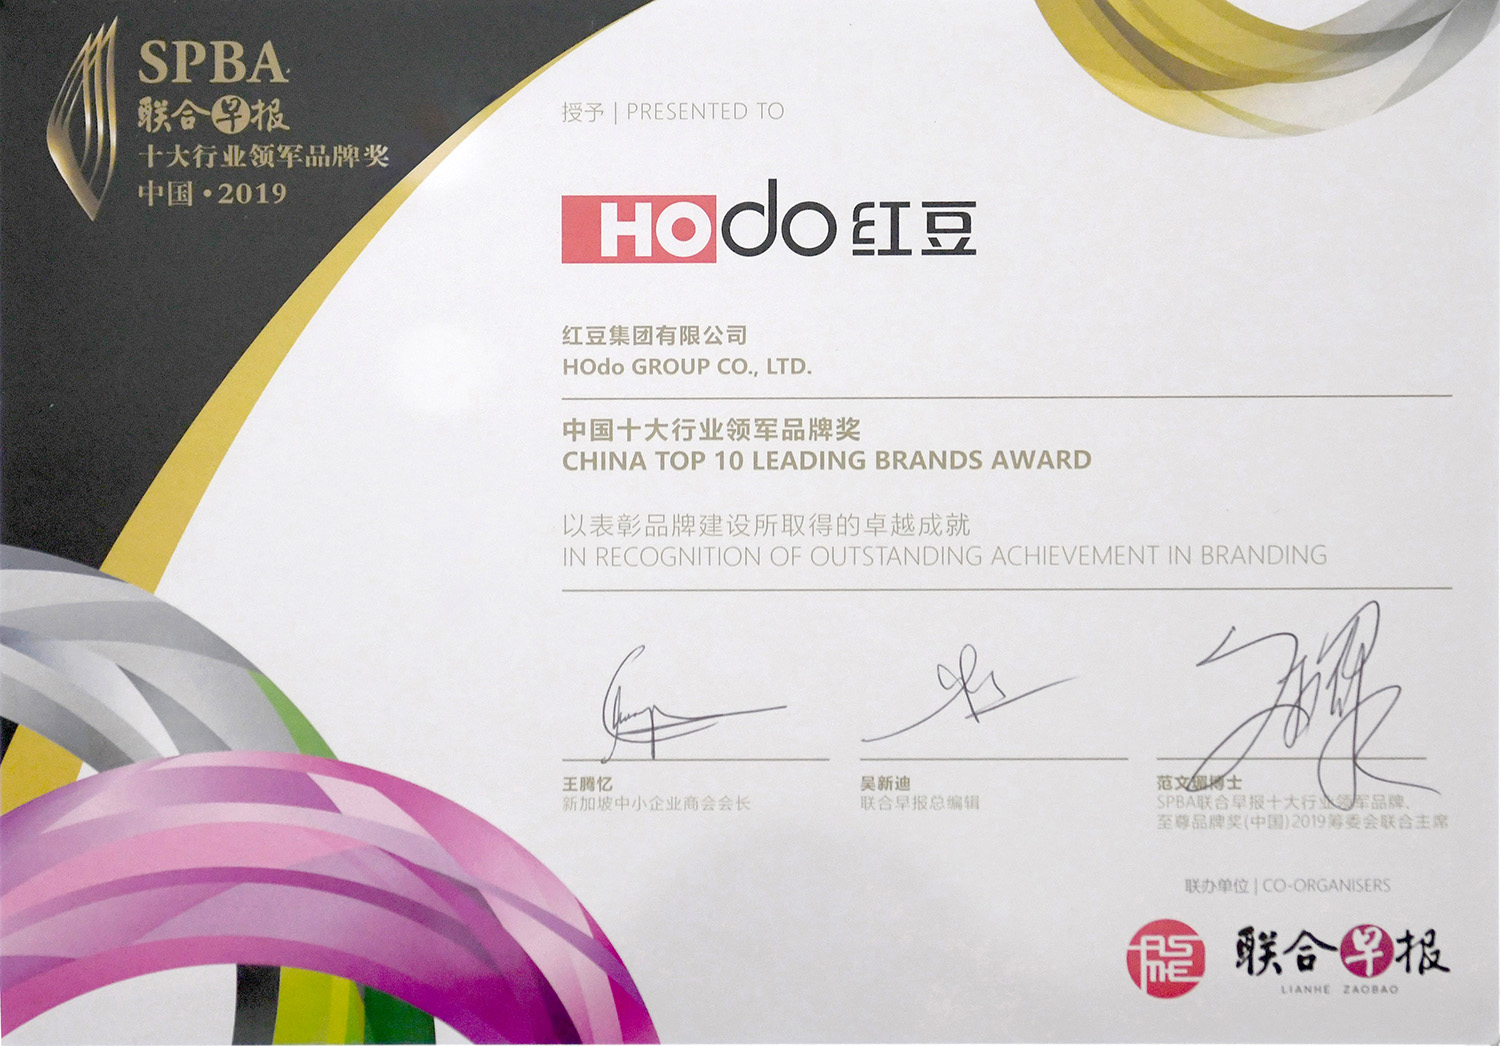 SPBA
联合早报
十大行业领军品牌奖
中国·2019
授予 | PRESENTED TO
HOdo 红豆
红豆集团有限公司
HOdo GROUP CO., LTD.
中国十大行业领军品牌奖
CHINA TOP 10 LEADING BRANDS AWARD
以表彰品牌建设所取得的卓越成就
IN RECOGNITION OF OUTSTANDING ACHIEVEMENT IN BRANDING
王腾忆
新加坡中小企业商会会长
吴新迪
联合早报总编辑
范文瑂博士
SPBA联合早报十大行业领军品牌、
至尊品牌奖(中国)2019筹委会联合主席
联办单位 | CO-ORGANISERS
ASME
联合早报
LIANHE ZAOBAO